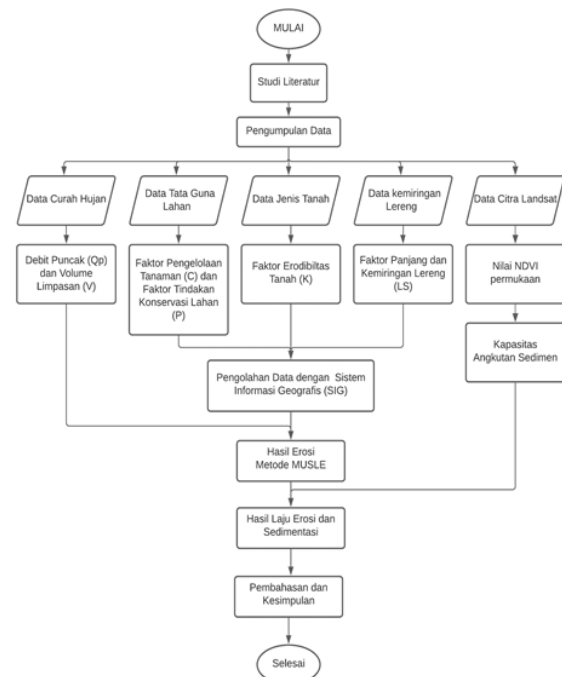 MULAI
Studi Literatur
Pengumpulan Data
Data Curah Hujan
Data Tata Guna
Lahan
Data Jenis Tanah
Data kemiringan
Lereng
Data Citra Landsat
Debit Puncak (Qp)
dan Volume
Limpasan (V)
Faktor Pengelolaan
Tanaman (C) dan
Faktor Tindakan
Konservasi Lahan
(P)
Faktor Erodibiltas
Tanah (K)
Faktor Panjang dan
Kemiringan Lereng
(LS)
Nilai NDVI
permukaan
Kapasitas
Angkutan Sedimen
Pengolahan Data dengan Sistem
Informasi Geografis (SIG)
Hasil Erosi
Metode MUSLE
Hasil Laju Erosi dan
Sedimentasi
Pembahasan dan
Kesimpulan
Selesai